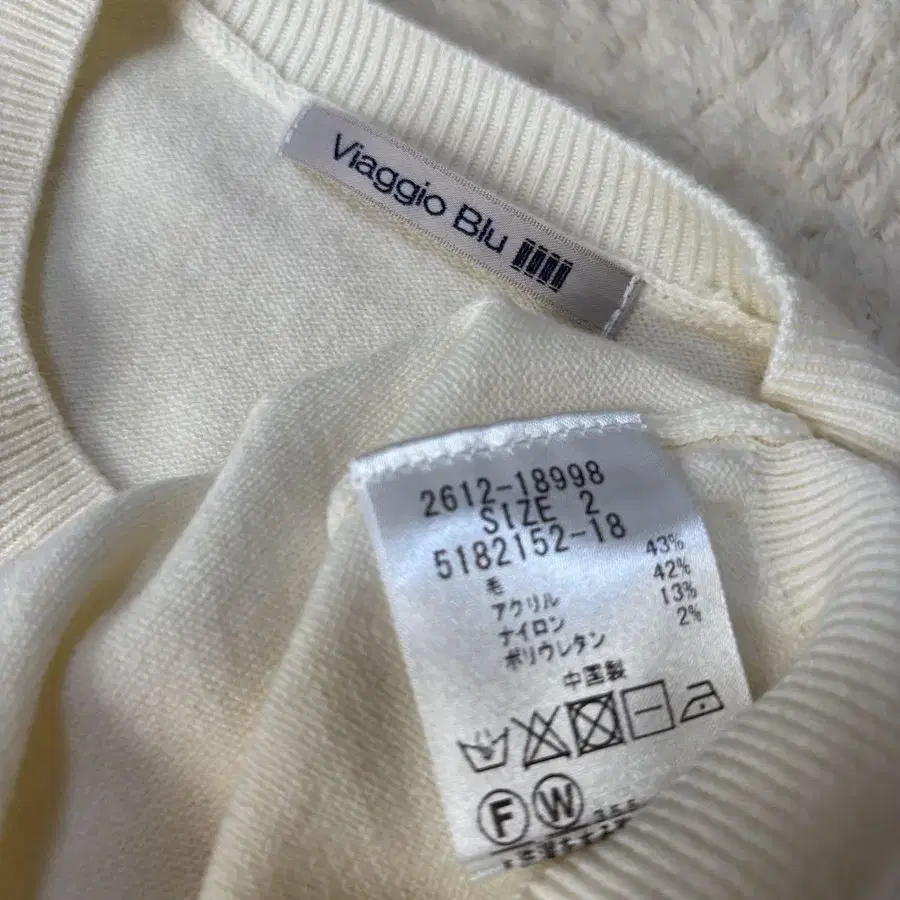 Viaggio Blu
2612-18998
SIZE 2
5182152-18
毛 43%
アクリル 42%
ナイロン 13%
ポリウレタン 2%
中国製
F W